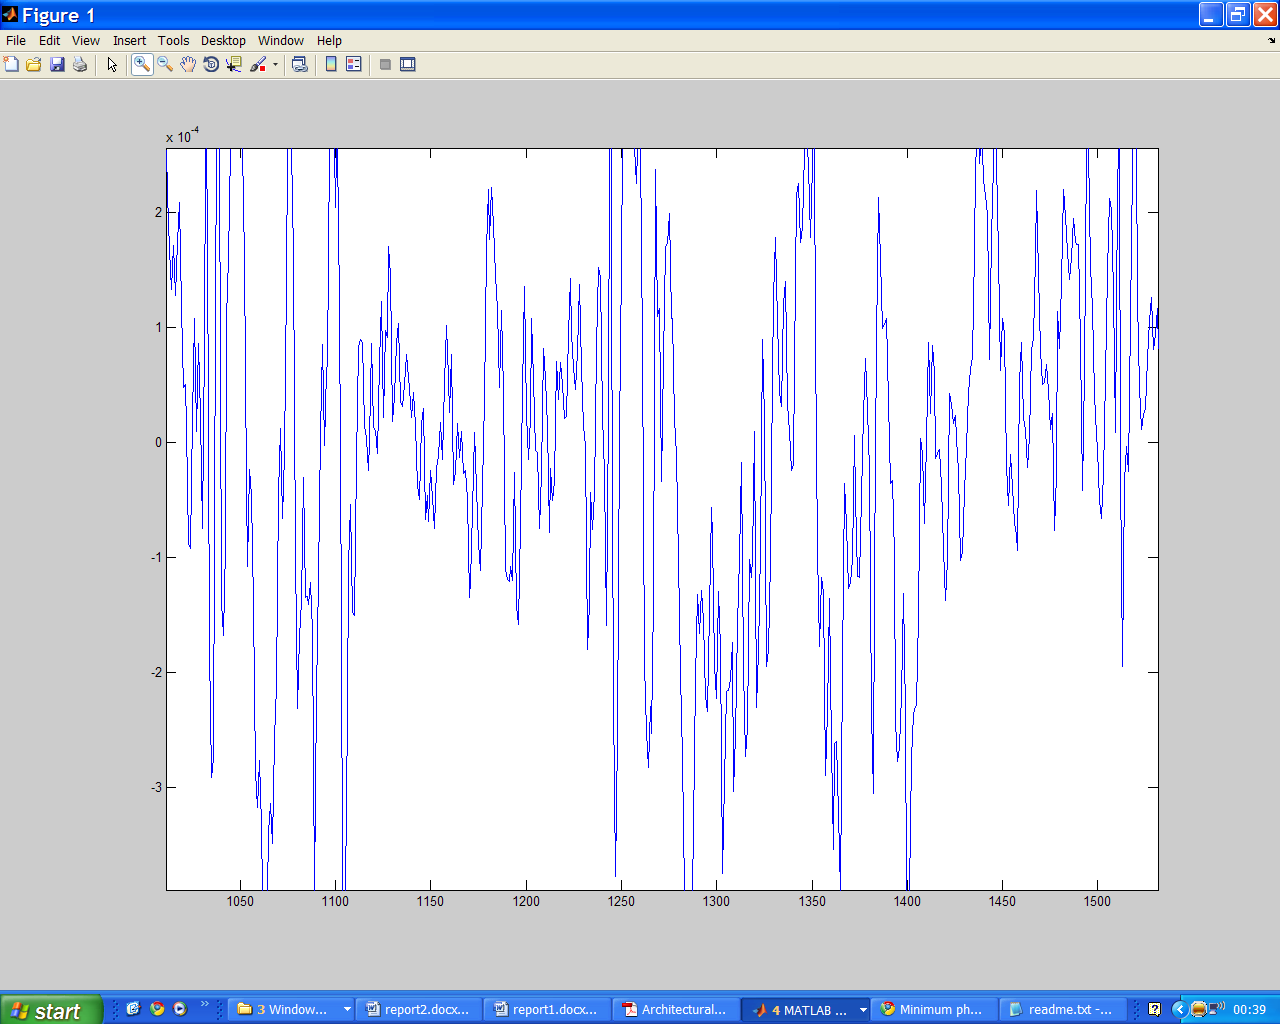 Figure 1
File Edit View Insert Tools Desktop Window Help
x 10^-4
2
1
0
-1
-2
-3
1050 1100 1150 1200 1250 1300 1350 1400 1450 1500
start 3 Window... report2.docx... report1.docx... Architectural... 4 MATLAB ... Minimum ph... readme.txt -... 00:39